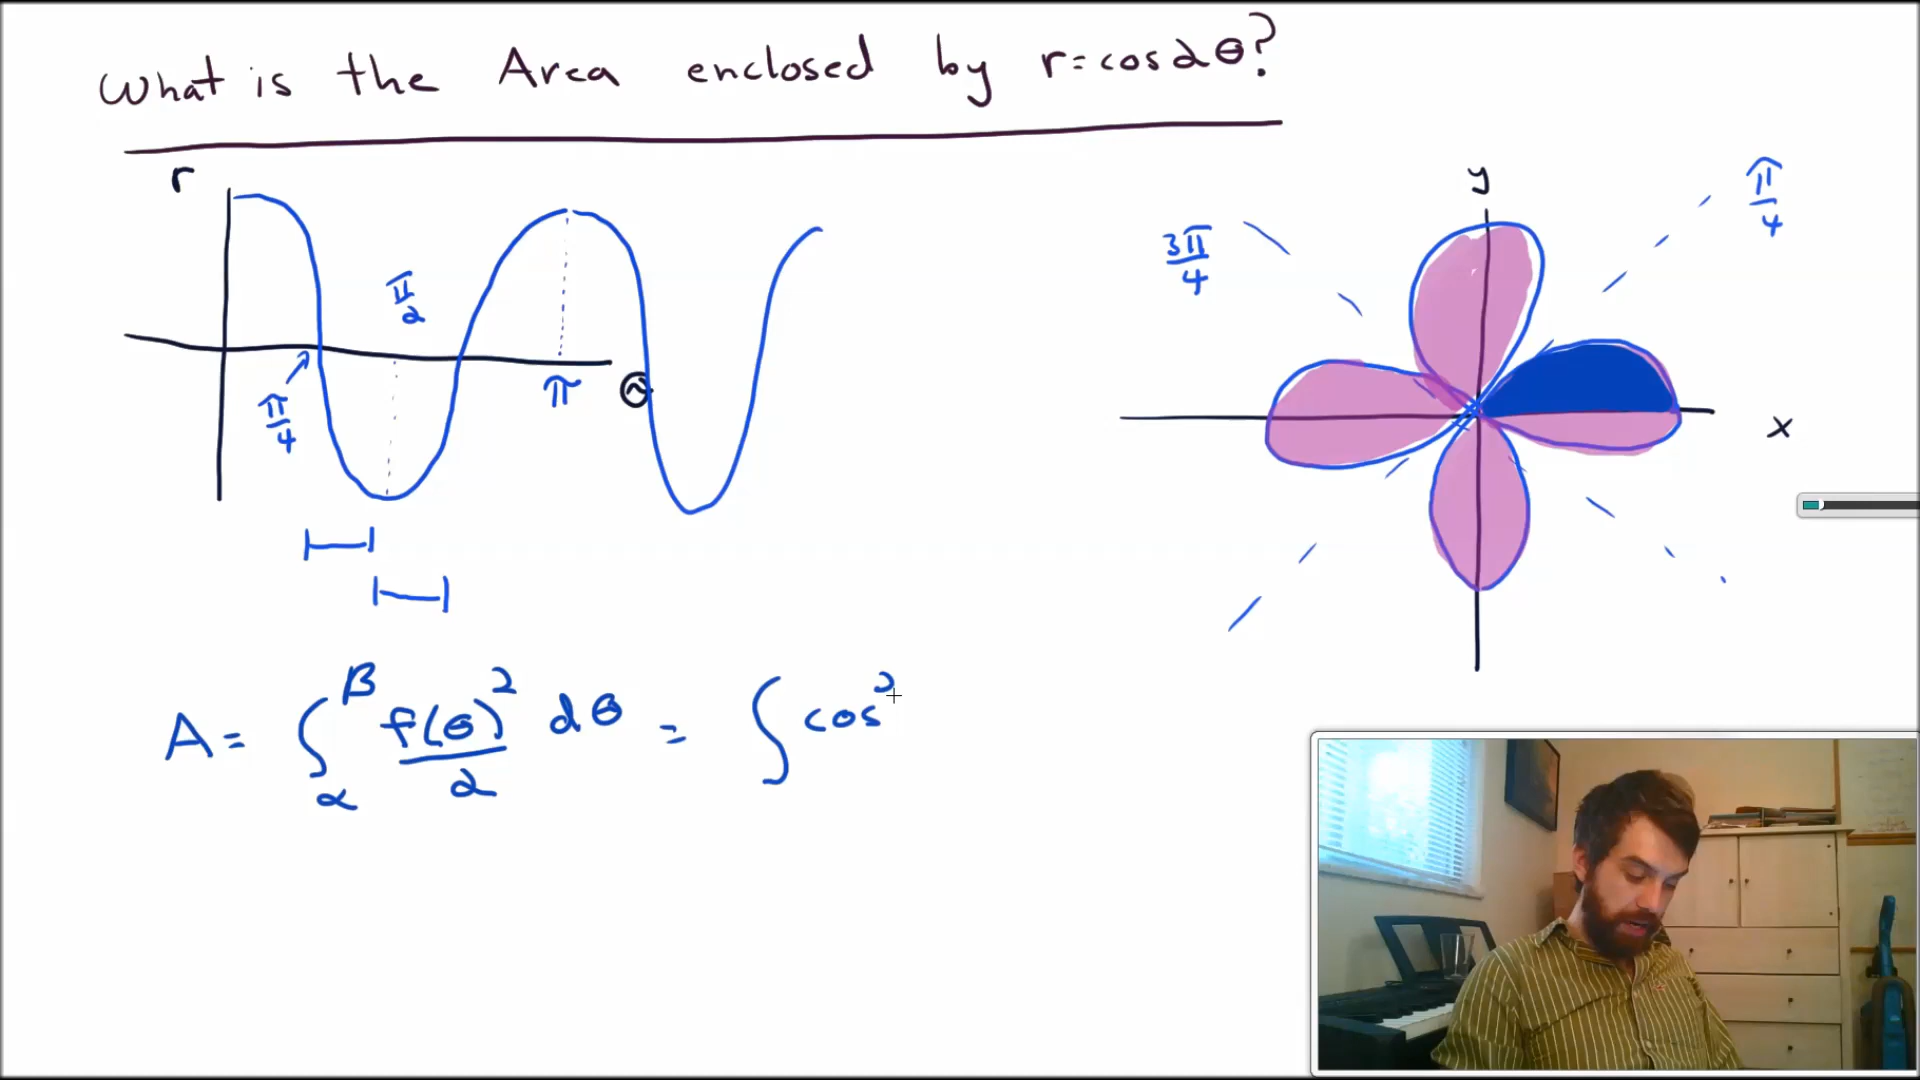 What is the Area enclosed by r=cos2θ?
r
π/2
π/4
π
θ
y
x
3π/4
π/4
A = ∫_α^β f(θ)²/2 dθ = ∫ cos²